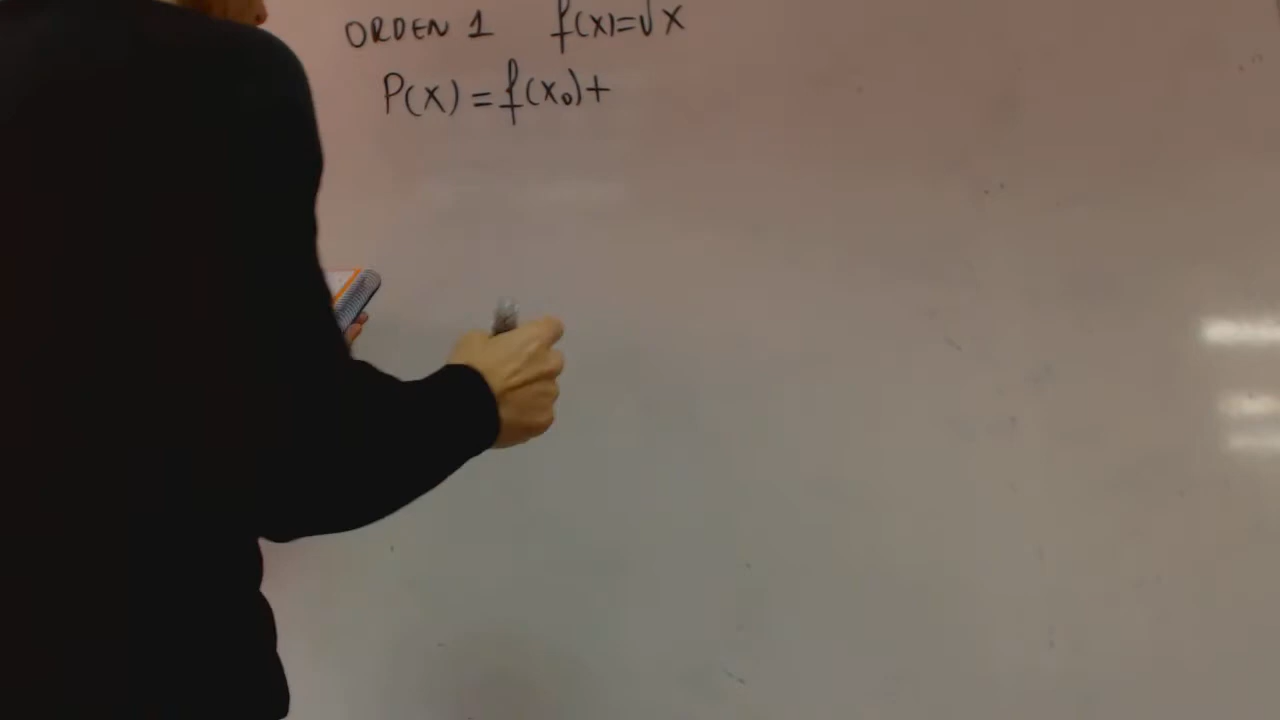 ORDEN 1 f(x)=√x
P(x) = f(x₀)+